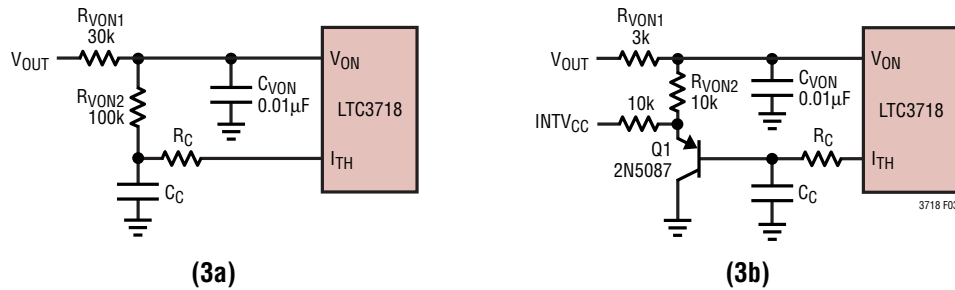 RVON1
30k
VOUT
VON
RVON2
100k
CVON
0.01µF
LTC3718
RC
ITH
CC
(3a)
RVON1
3k
VOUT
VON
RVON2
10k
CVON
0.01µF
LTC3718
10k
INTVCC
Q1
2N5087
RC
ITH
CC
3718 F03
(3b)